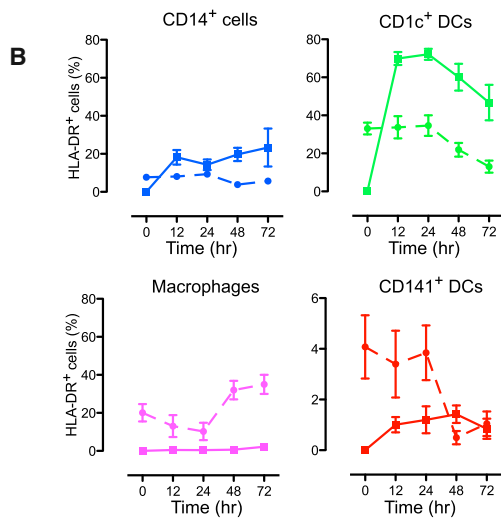 B
CD14⁺ cells
HLA-DR⁺ cells (%)
80
60
40
20
0
0 12 24 48 72
Time (hr)
CD1c⁺ DCs
80
60
40
20
0
0 12 24 48 72
Time (hr)
Macrophages
HLA-DR⁺ cells (%)
80
60
40
20
0
0 12 24 48 72
Time (hr)
CD141⁺ DCs
6
4
2
0
0 12 24 48 72
Time (hr)